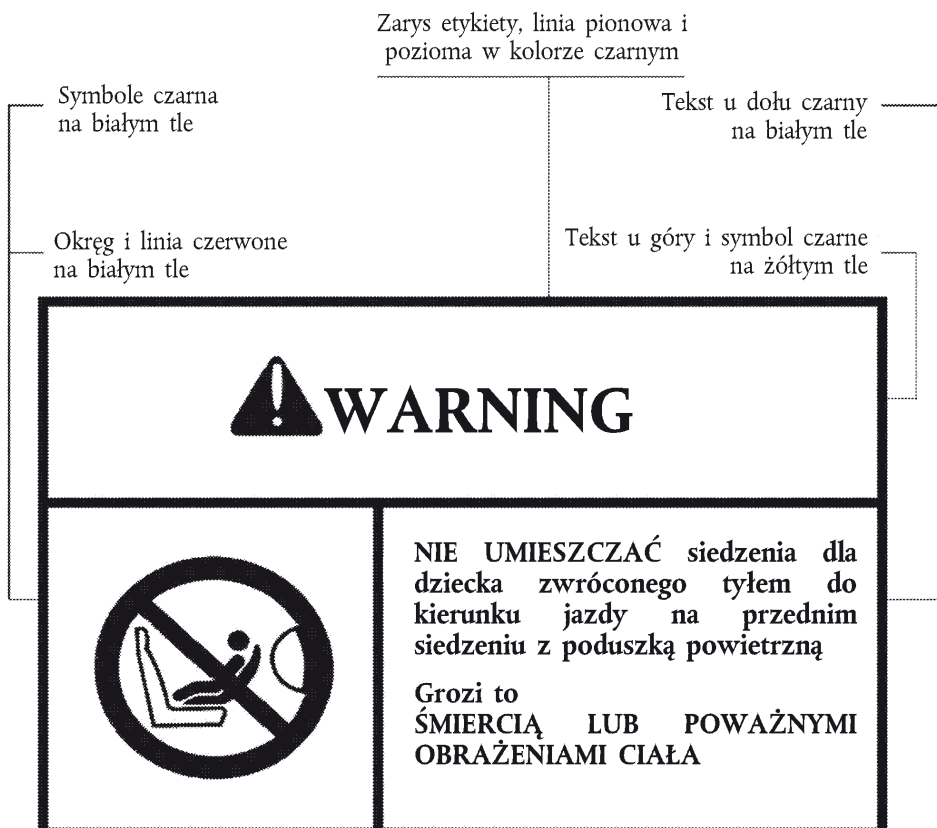 Zarys etykiety, linia pionowa i
pozioma w kolorze czarnym
Symbole czarna
na białym tle
Tekst u dołu czarny
na białym tle
Okręg i linia czerwone
na białym tle
Tekst u góry i symbol czarne
na żółtym tle
WARNING
NIE UMIESZCZAĆ siedzenia dla
dziecka zwróconego tyłem do
kierunku jazdy na przednim
siedzeniu z poduszką powietrzną
Grozi to
ŚMIERCIĄ LUB POWAŻNYMI
OBRAŻENIAMI CIAŁA